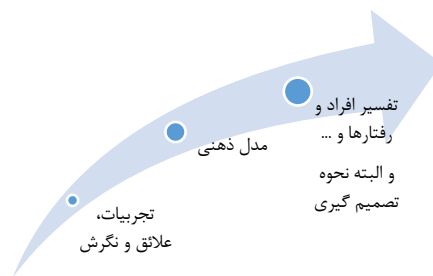 تجربیات،
علائق و نگرش
مدل ذهنی
تفسیر افراد و
رفتارها و ...
و البته نحوه
تصمیم گیری